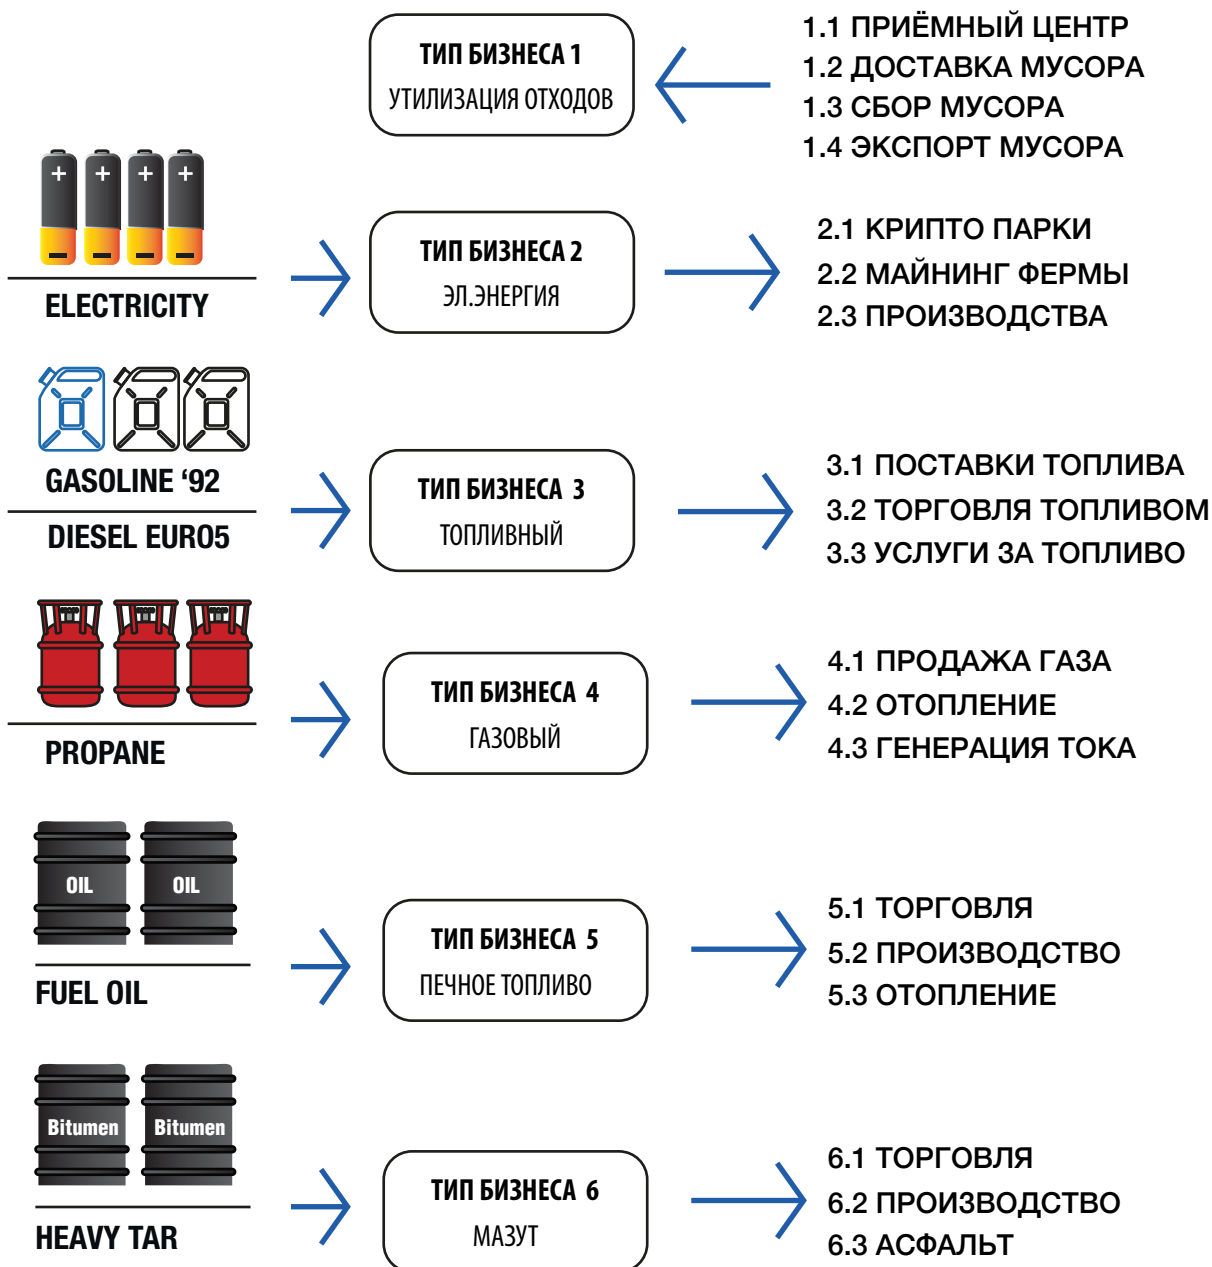 ТИП БИЗНЕСА 1
УТИЛИЗАЦИЯ ОТХОДОВ
1.1 ПРИЁМНЫЙ ЦЕНТР
1.2 ДОСТАВКА МУСОРА
1.3 СБОР МУСОРА
1.4 ЭКСПОРТ МУСОРА
+ + + +
ELECTRICITY
ТИП БИЗНЕСА 2
ЭЛ.ЭНЕРГИЯ
2.1 КРИПТО ПАРКИ
2.2 МАЙНИНГ ФЕРМЫ
2.3 ПРОИЗВОДСТВА
GASOLINE ‘92
DIESEL EURO5
ТИП БИЗНЕСА 3
ТОПЛИВНЫЙ
3.1 ПОСТАВКИ ТОПЛИВА
3.2 ТОРГОВЛЯ ТОПЛИВОМ
3.3 УСЛУГИ ЗА ТОПЛИВО
PROPANE
ТИП БИЗНЕСА 4
ГАЗОВЫЙ
4.1 ПРОДАЖА ГАЗА
4.2 ОТОПЛЕНИЕ
4.3 ГЕНЕРАЦИЯ ТОКА
OIL OIL
FUEL OIL
ТИП БИЗНЕСА 5
ПЕЧНОЕ ТОПЛИВО
5.1 ТОРГОВЛЯ
5.2 ПРОИЗВОДСТВО
5.3 ОТОПЛЕНИЕ
Bitumen Bitumen
HEAVY TAR
ТИП БИЗНЕСА 6
МАЗУТ
6.1 ТОРГОВЛЯ
6.2 ПРОИЗВОДСТВО
6.3 АСФАЛЬТ